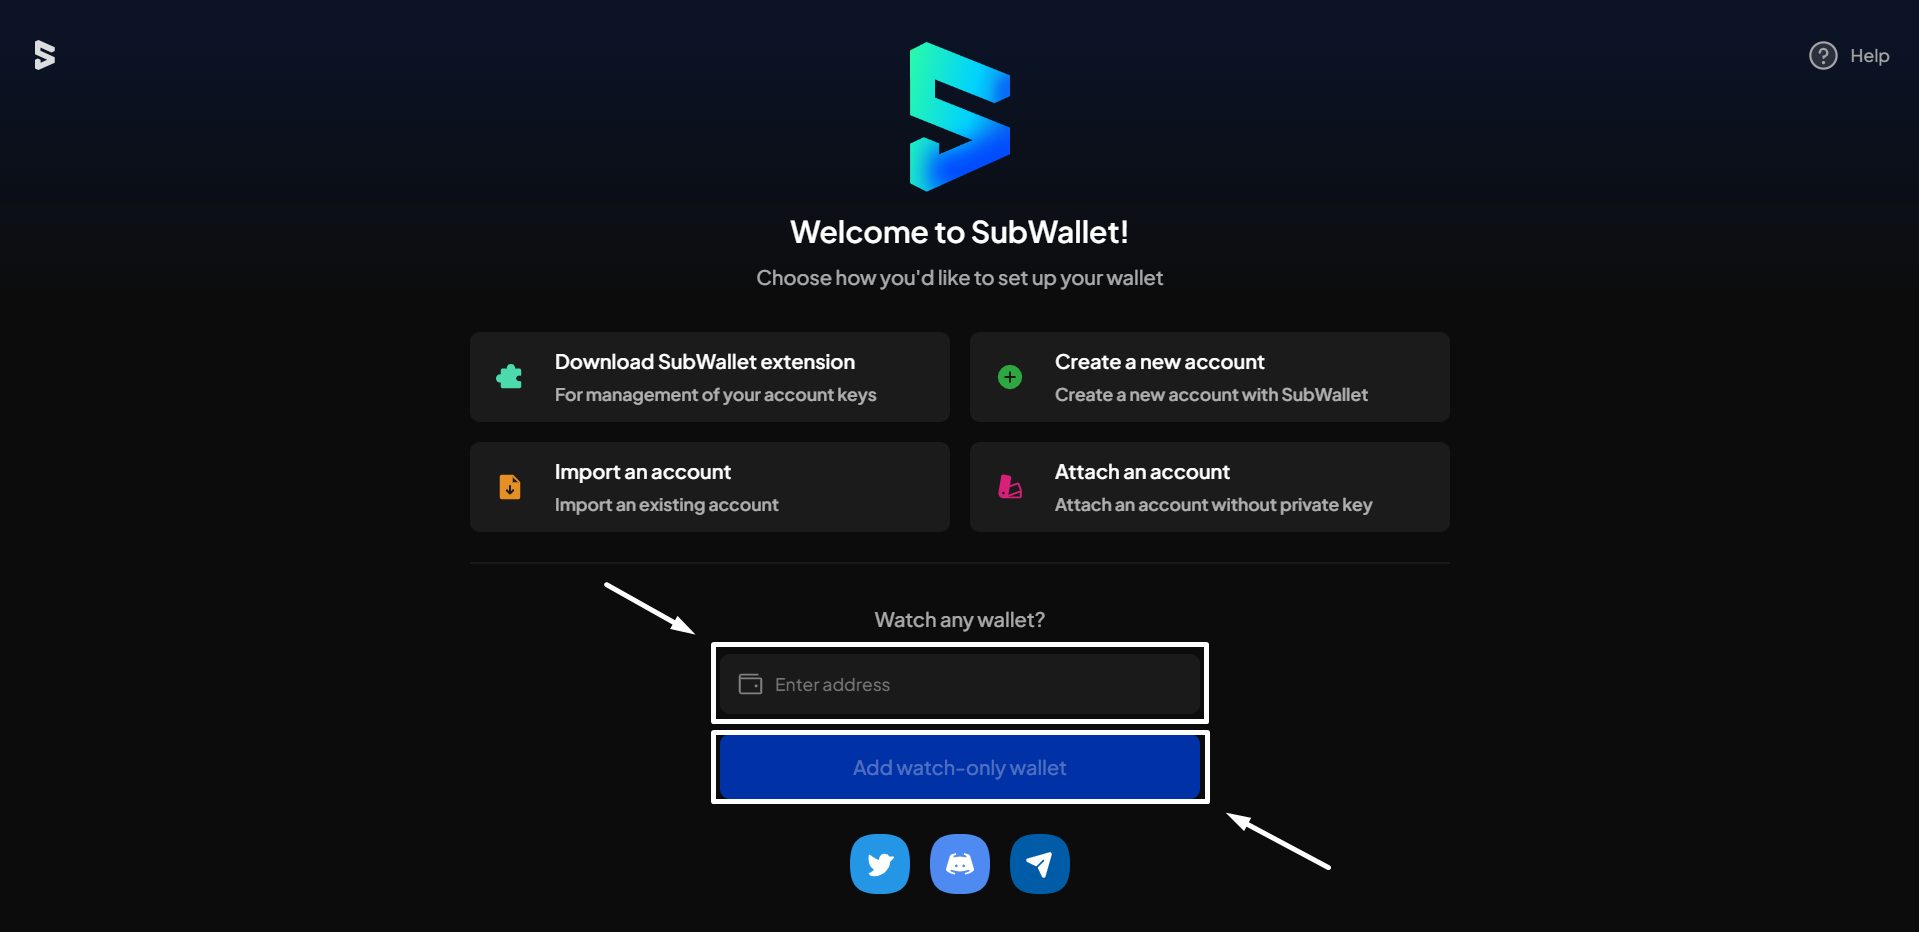 Help
Welcome to SubWallet!
Choose how you'd like to set up your wallet
Download SubWallet extension
For management of your account keys
Create a new account
Create a new account with SubWallet
Import an account
Import an existing account
Attach an account
Attach an account without private key
Watch any wallet?
Enter address
Add watch-only wallet